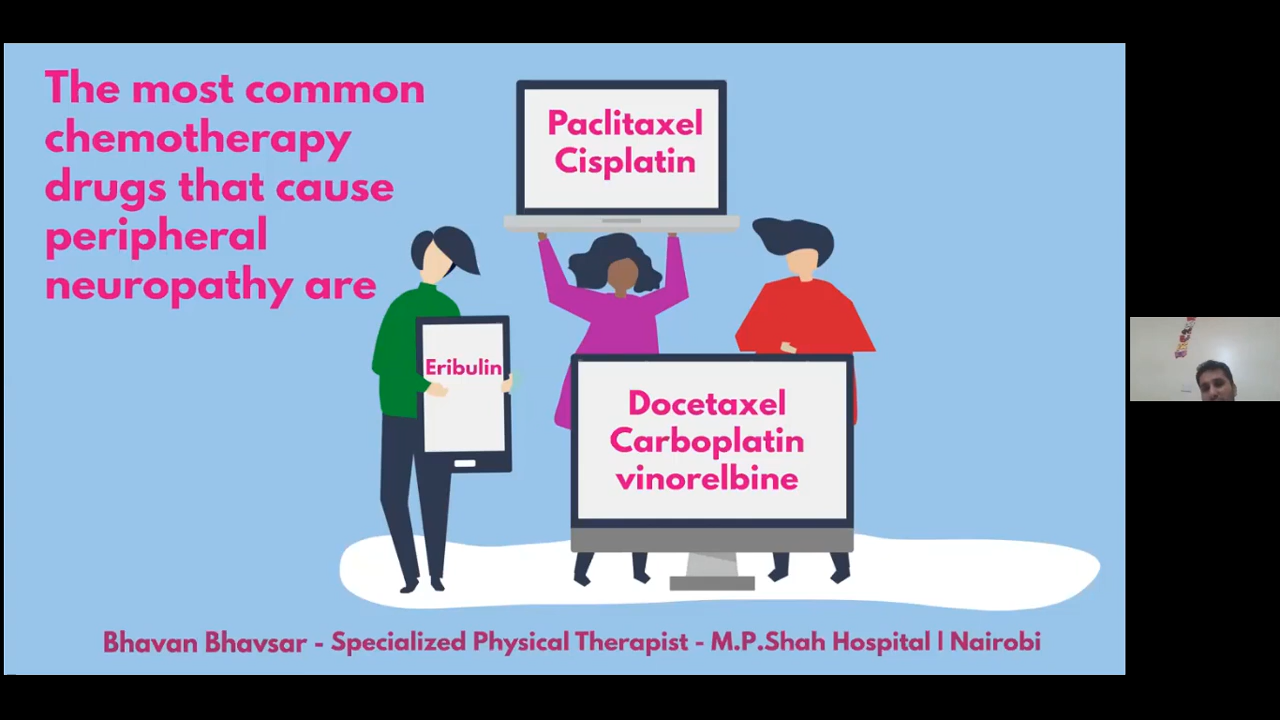 The most common
chemotherapy
drugs that cause
peripheral
neuropathy are
Paclitaxel
Cisplatin
Eribulin
Docetaxel
Carboplatin
vinorelbine
Bhavan Bhavsar - Specialized Physical Therapist - M.P.Shah Hospital | Nairobi